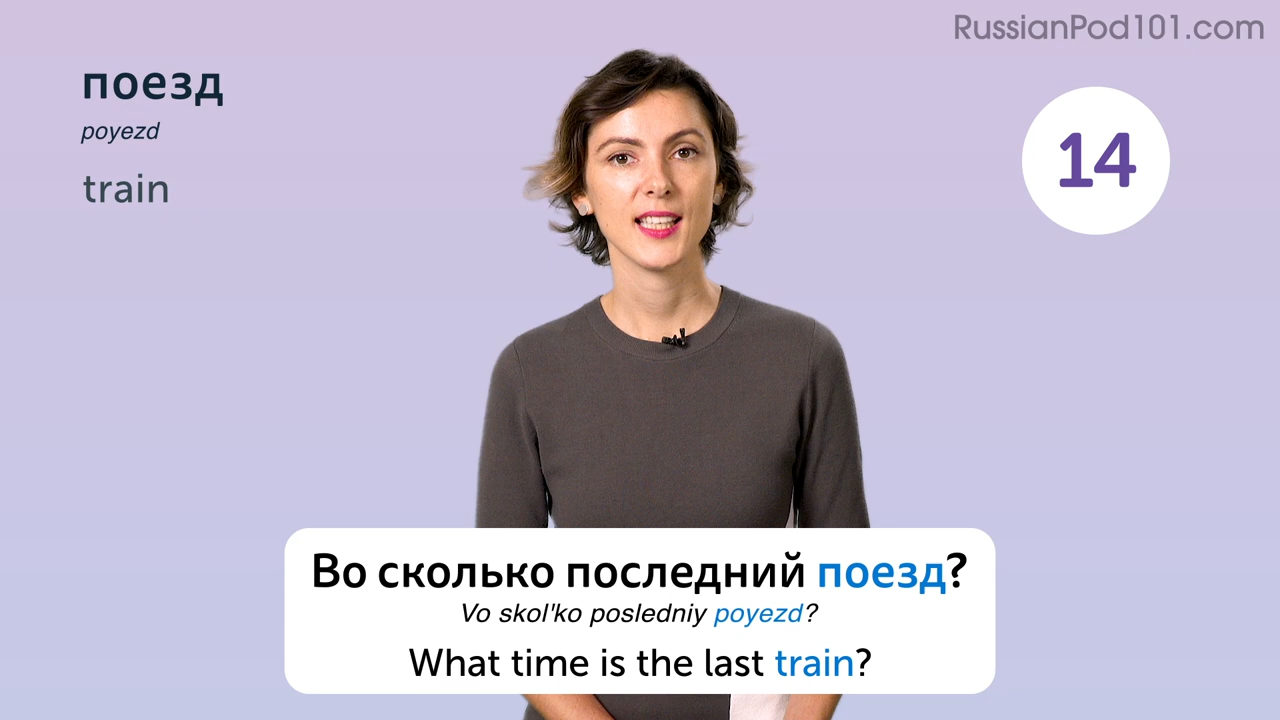 RussianPod101.com
поезд
poyezd
train
14
Во сколько последний поезд?
Vo skol'ko posledniy poyezd?
What time is the last train?